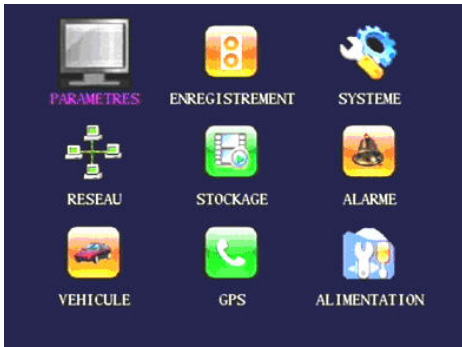 PARAMETRES ENREGISTREMENT SYSTEME
RESEAU STOCKAGE ALARME
VEHICULE GPS ALIMENTATION